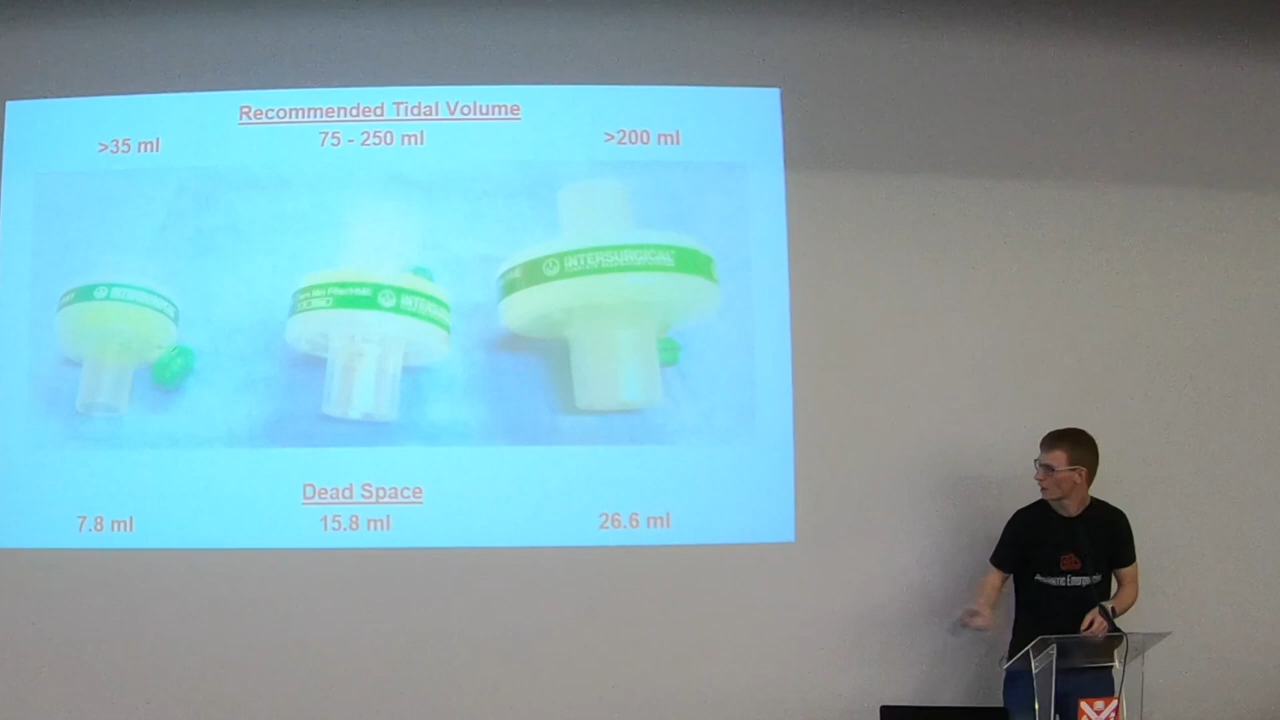 Recommended Tidal Volume
>35 ml
75 - 250 ml
>200 ml
INTERSURGICAL
INTERSURGICAL
Dead Space
7.8 ml
15.8 ml
26.6 ml